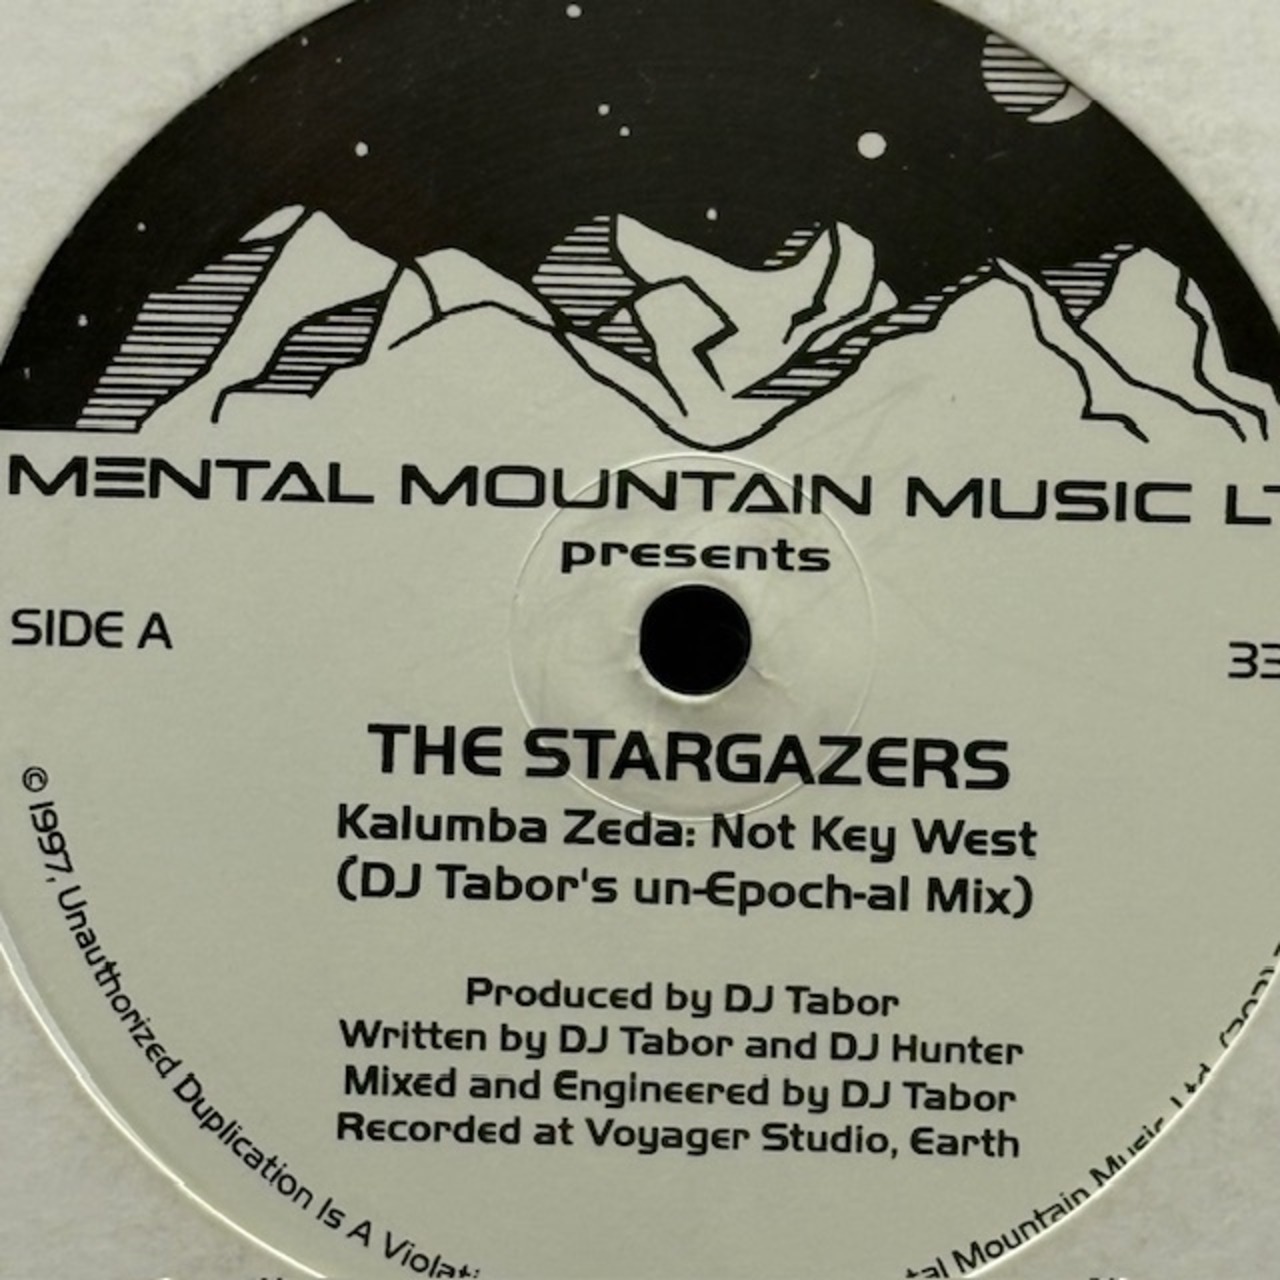 MENTAL MOUNTAIN MUSIC
presents
SIDE A
33
THE STARGAZERS
Kalumba Zeda: Not Key West
(DJ Tabor's un-Epoch-al Mix)
Produced by DJ Tabor
Written by DJ Tabor and DJ Hunter
Mixed and Engineered by DJ Tabor
Recorded at Voyager Studio, Earth
© 1997, Unauthorized Duplication Is A
Mountain Music Ltd.